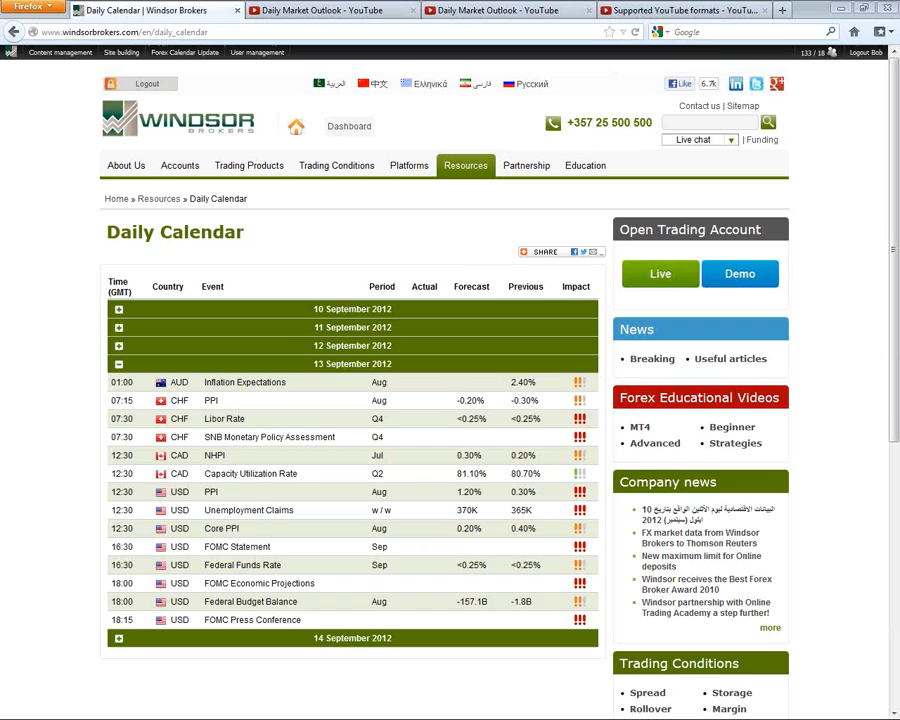 Firefox
Daily Calendar | Windsor Brokers
Daily Market Outlook - YouTube
Daily Market Outlook - YouTube
Supported YouTube formats - YouTu...
www.windsorbrokers.com/en/daily_calendar
Google
Content management Site building Forex Calendar Update User management
133 / 18 Logout Bob
Logout
العربية 中文 Ελληνικά فارسی Русский
Like 6.7k
Contact us | Sitemap
WINDSOR
BROKERS
Dashboard
+357 25 500 500
Live chat | Funding
About Us Accounts Trading Products Trading Conditions Platforms Resources Partnership Education
Home » Resources » Daily Calendar
Daily Calendar
SHARE
Time (GMT) Country Event Period Actual Forecast Previous Impact
10 September 2012
11 September 2012
12 September 2012
13 September 2012
01:00 AUD Inflation Expectations Aug 2.40%
07:15 CHF PPI Aug -0.20% -0.30%
07:30 CHF Libor Rate Q4 <0.25% <0.25%
07:30 CHF SNB Monetary Policy Assessment Q4
12:30 CAD NHPI Jul 0.30% 0.20%
12:30 CAD Capacity Utilization Rate Q2 81.10% 80.70%
12:30 USD PPI Aug 1.20% 0.30%
12:30 USD Unemployment Claims w / w 370K 365K
12:30 USD Core PPI Aug 0.20% 0.40%
16:30 USD FOMC Statement Sep
16:30 USD Federal Funds Rate Sep <0.25% <0.25%
18:00 USD FOMC Economic Projections
18:00 USD Federal Budget Balance Aug -157.1B -1.8B
18:15 USD FOMC Press Conference
14 September 2012
Open Trading Account
Live Demo
News
Breaking Useful articles
Forex Educational Videos
MT4 Beginner
Advanced Strategies
Company news
البيانات الاقتصادية ليوم الأثنين الواقع بتاريخ 10
ايلول (سبتمبر) 2012
FX market data from Windsor
Brokers to Thomson Reuters
New maximum limit for Online
deposits
Windsor receives the Best Forex
Broker Award 2010
Windsor partnership with Online
Trading Academy a step further!
more
Trading Conditions
Spread Storage
Rollover Margin